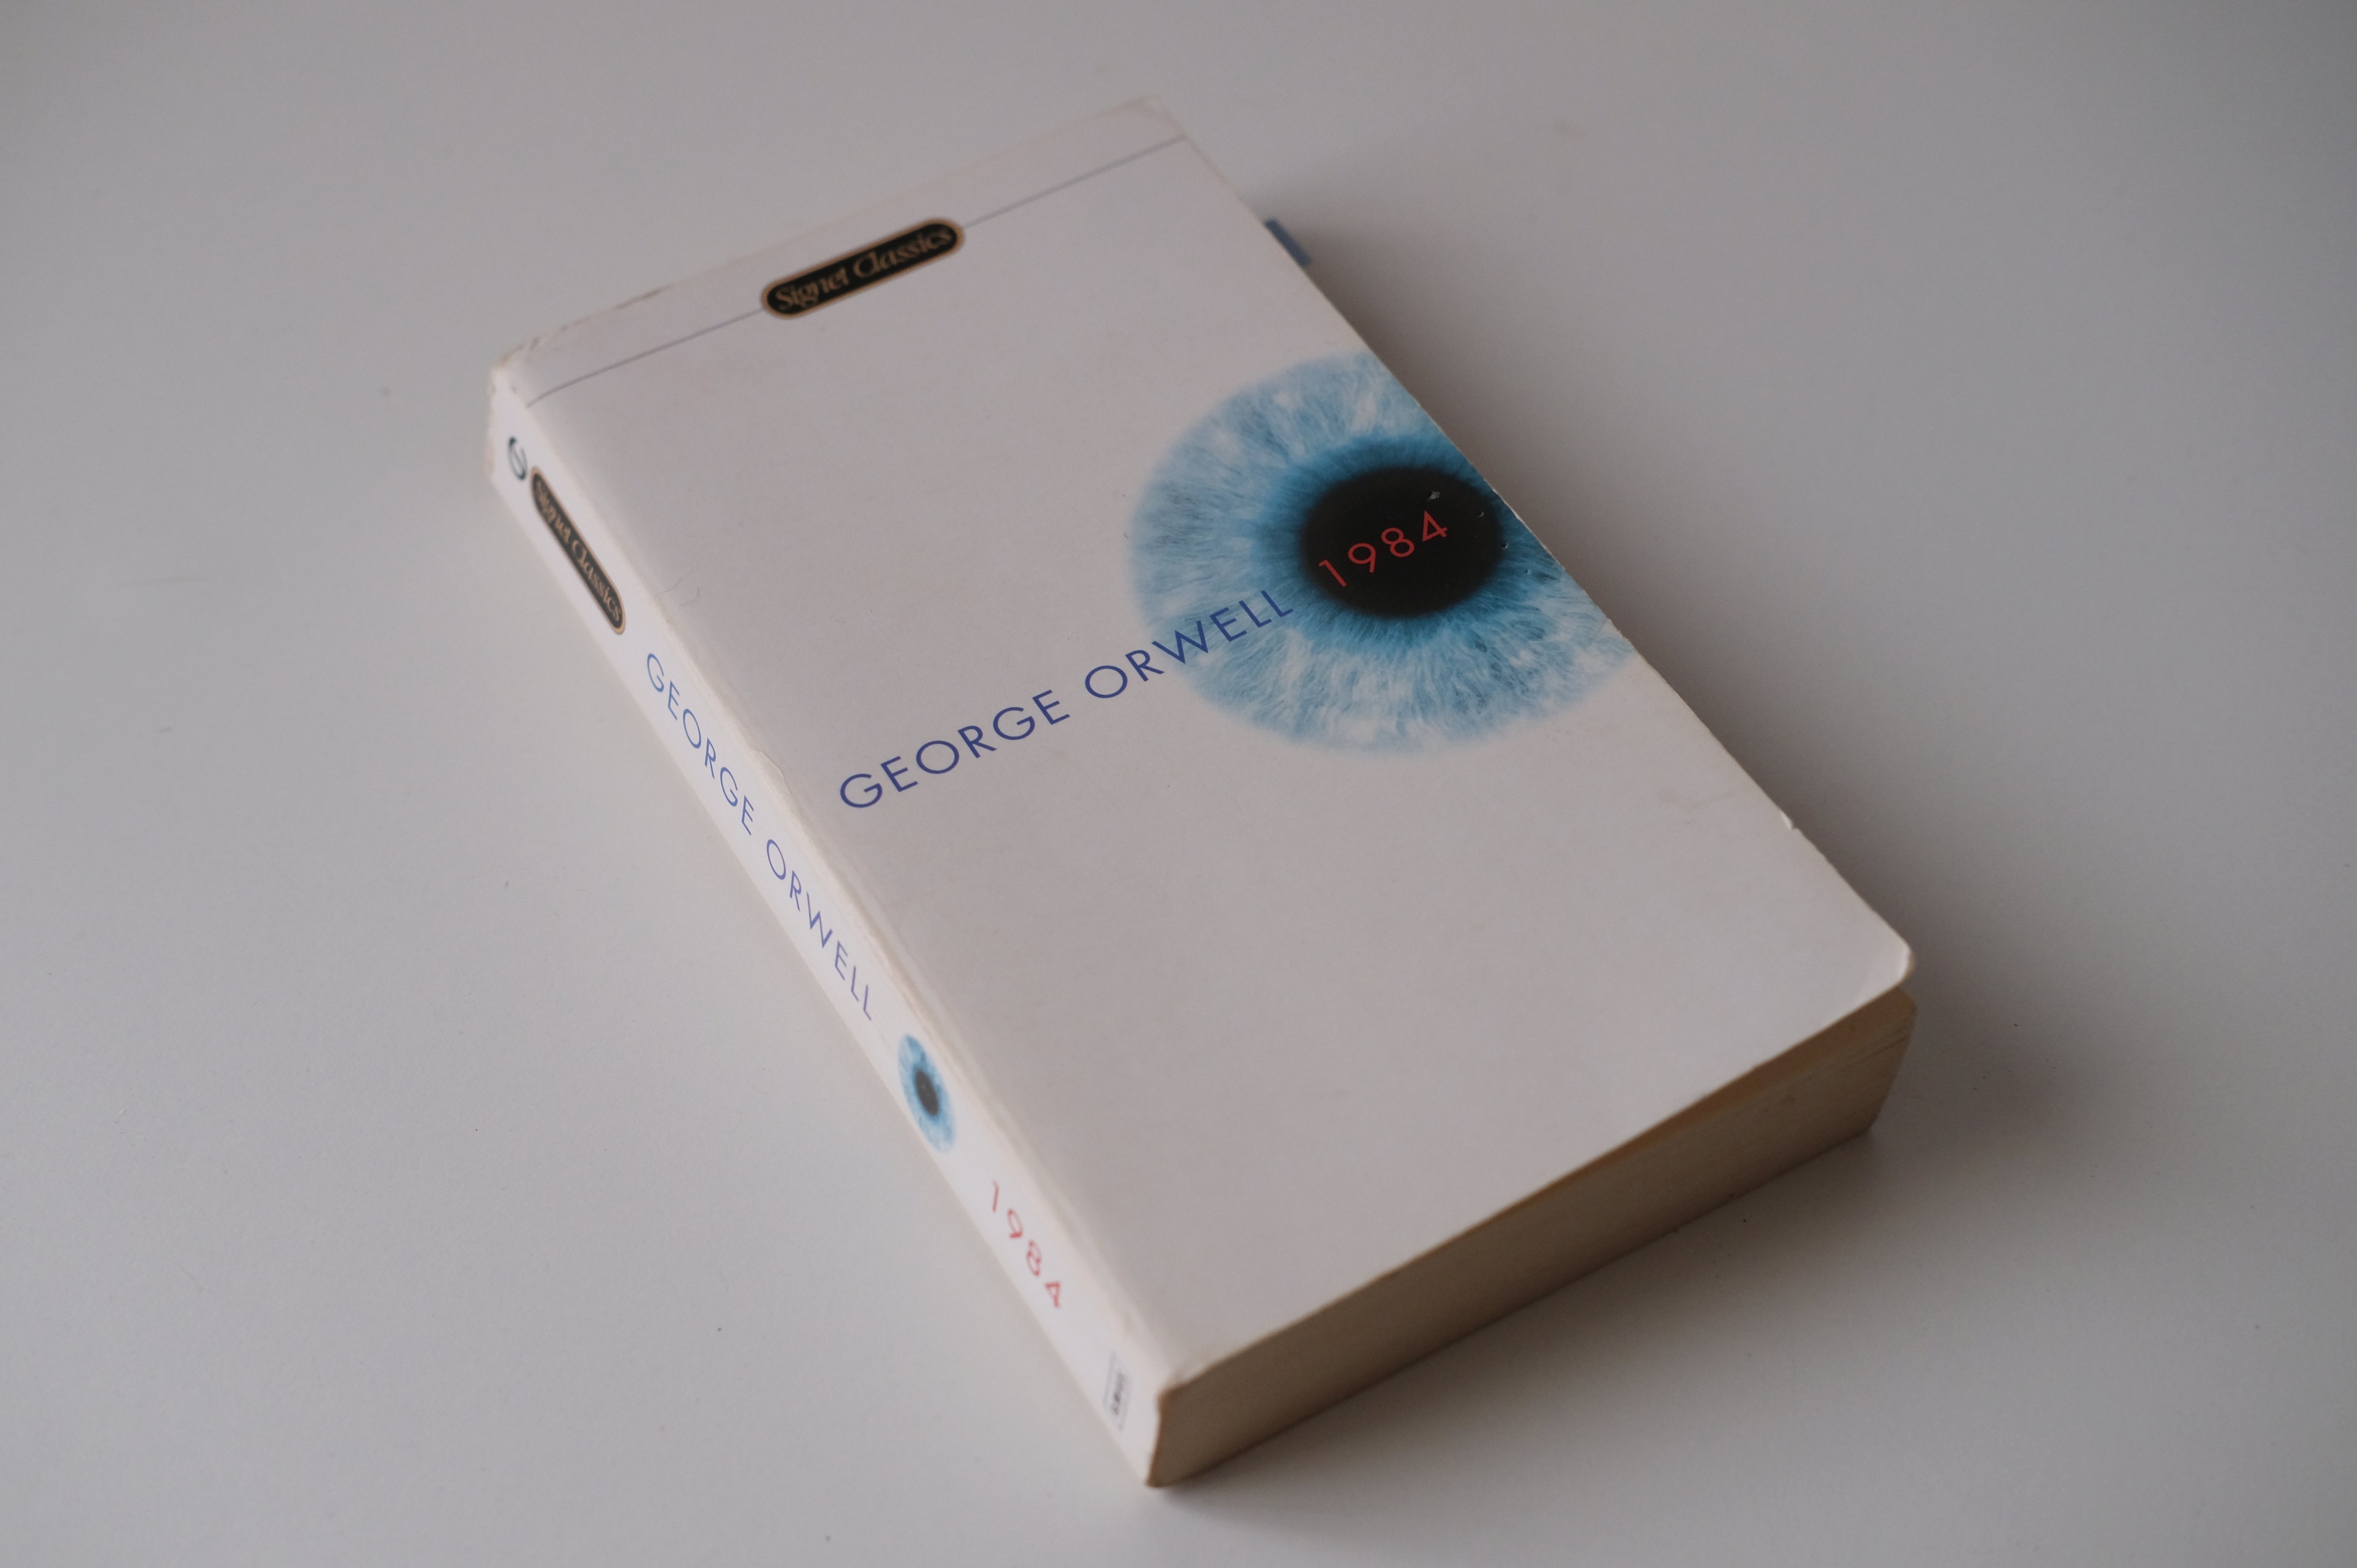 Signet Classics
GEORGE ORWELL 1984
Signet Classics GEORGE ORWELL 1984